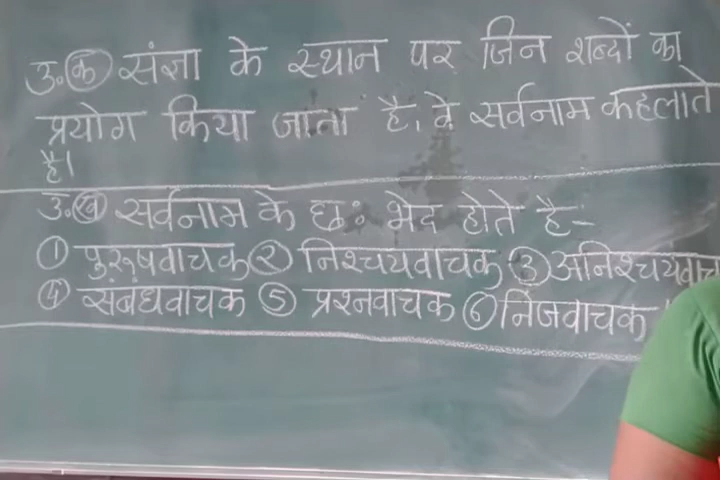 उ.(क) संज्ञा के स्थान पर जिन शब्दों का
प्रयोग किया जाता है, वे सर्वनाम कहलाते
है।
उ.(ख) सर्वनाम के छः भेद होते है-
① पुरुषवाचक ② निश्चयवाचक ③ अनिश्चयवाच
④ संबंधवाचक ⑤ प्रश्नवाचक ⑥ निजवाचक